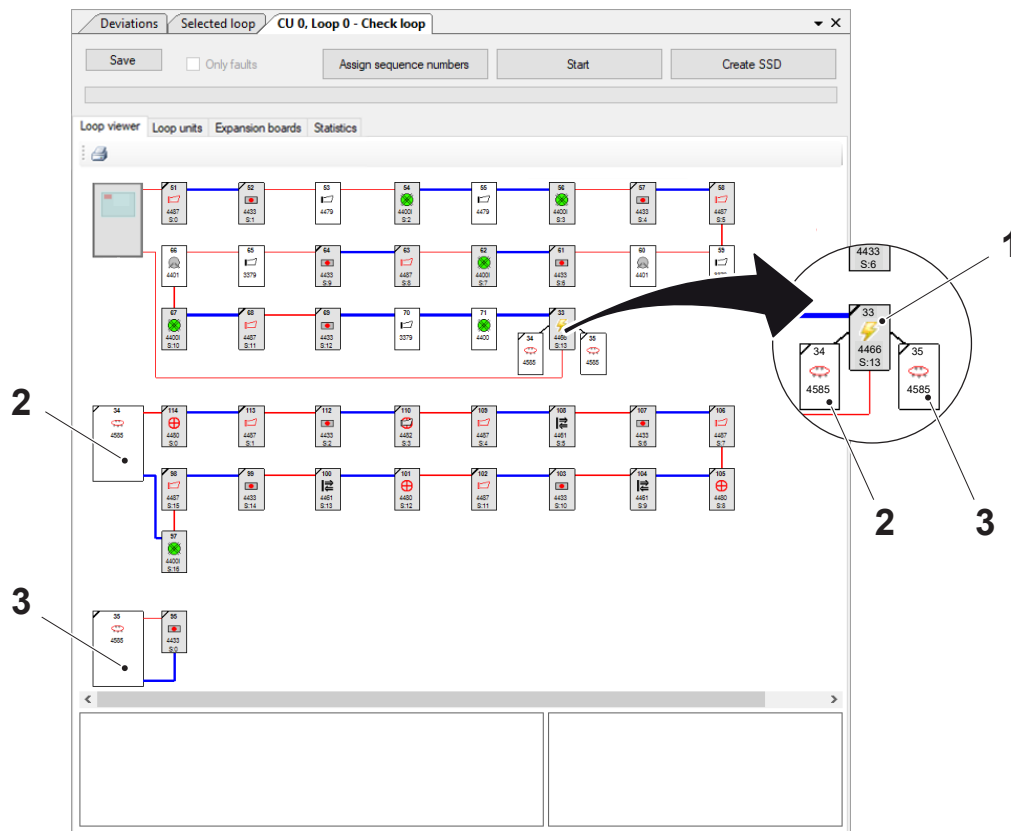 Deviations Selected loop CU 0, Loop 0 - Check loop
Save Only faults Assign sequence numbers Start Create SSD
Loop viewer Loop units Expansion boards Statistics
51 52 53 54 55 56 57 58
4487 4433 4479 4400I 4479 4400I 4433 4487
S:0 S:1 S:2 S:3 S:4 S:5
66 65 64 63 62 61 60 59
4401 3379 4433 4487 4400I 4433 4401
S:9 S:8 S:7 S:6
67 68 69 70 71 33
4400I 4487 4433 3379 4400 4466
S:10 S:11 S:12 S:13
34 35
4585 4585
4433
S:6
1
33
4466
S:13
34 35
4585 4585
2 3
2
34 114 113 112 110 109 108 107 106
4585 4480 4487 4433 4482 4487 4461 4433 4487
S:0 S:1 S:2 S:3 S:4 S:5 S:6 S:7
98 99 100 101 102 103 104 105
4487 4433 4461 4480 4487 4433 4461 4480
S:15 S:14 S:13 S:12 S:11 S:10 S:9 S:8
97
4400I
S:16
3
35 95
4585 4433
S:0